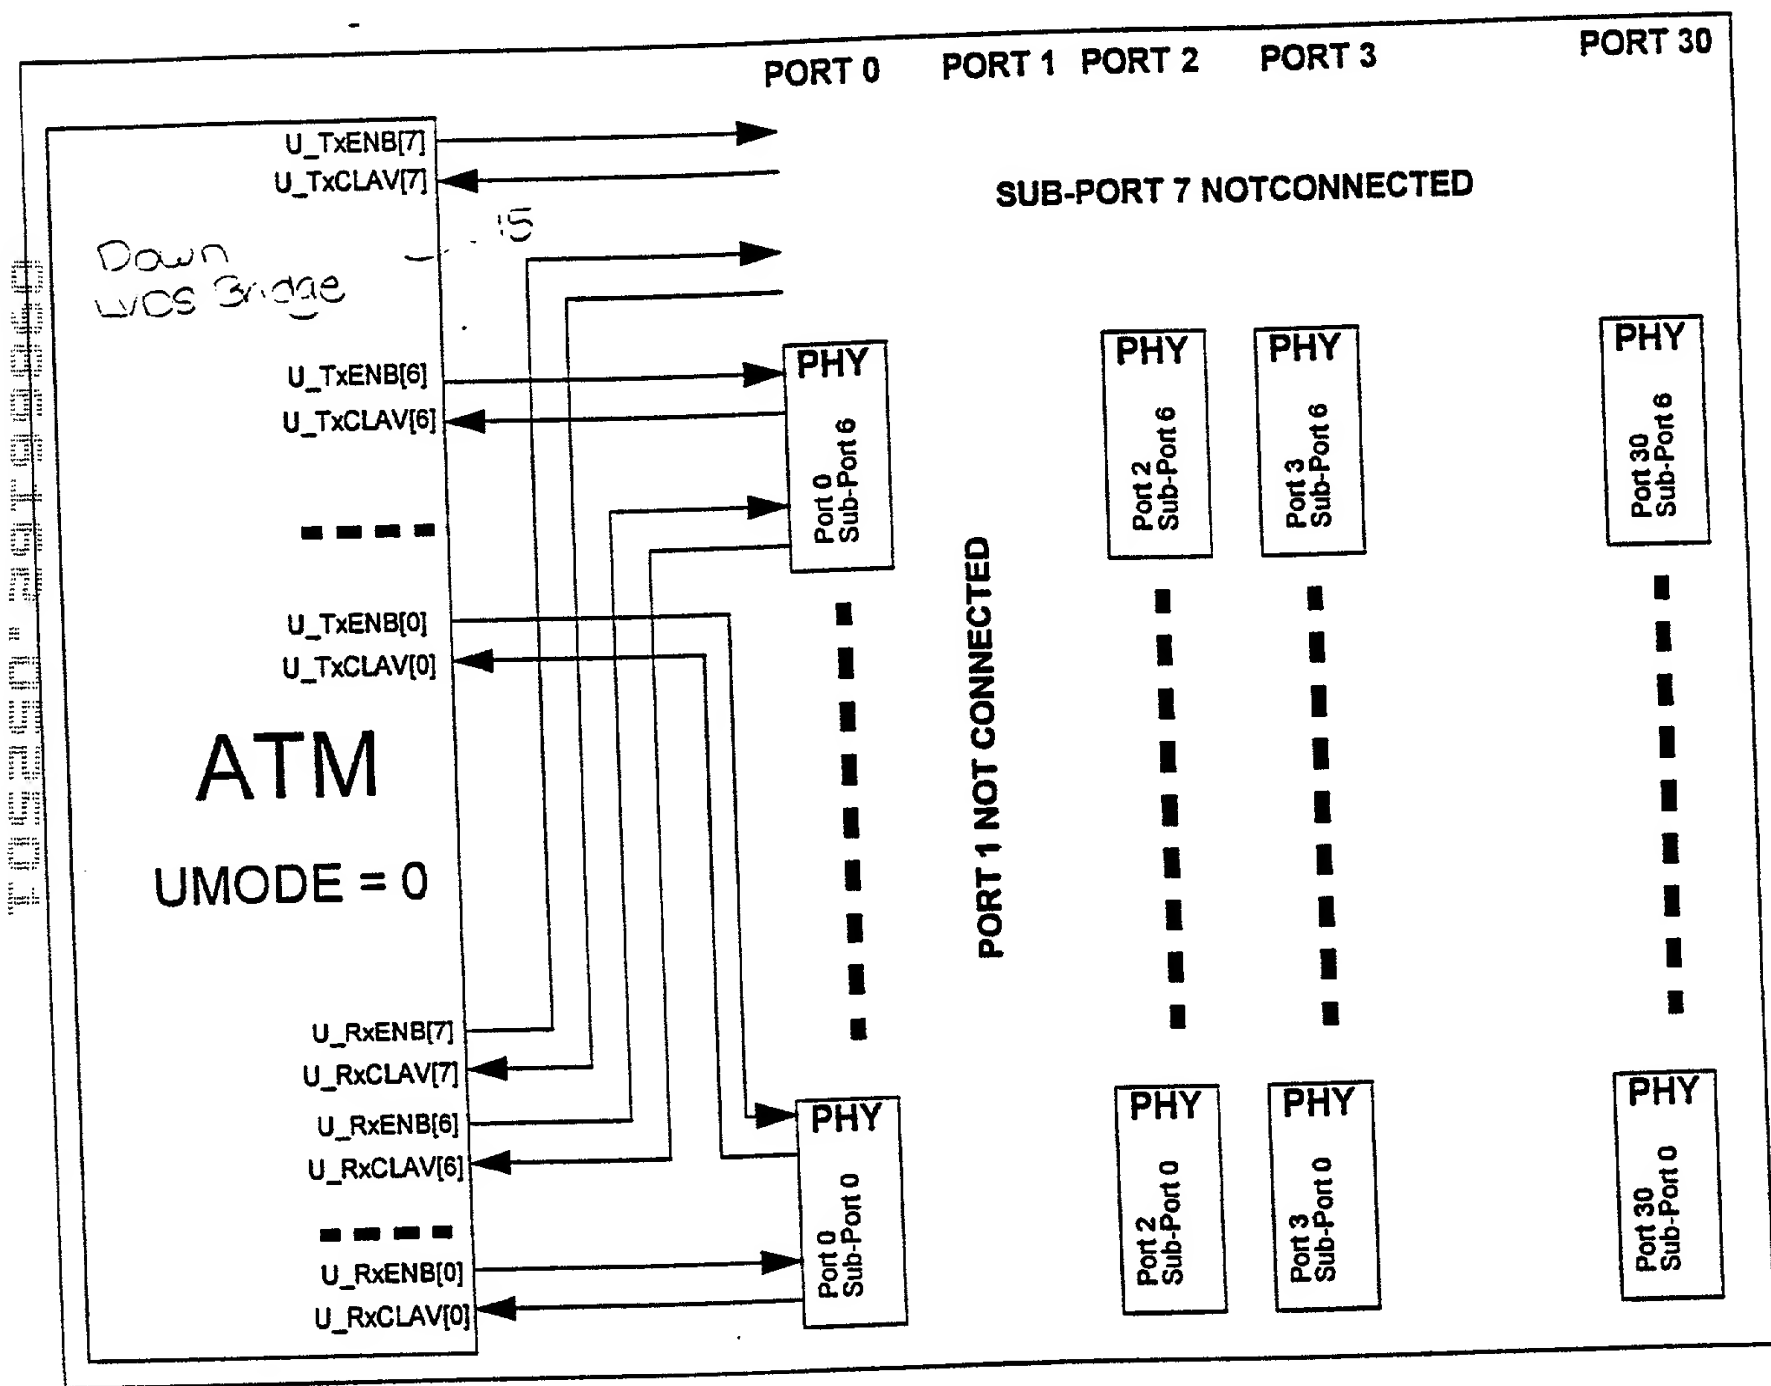 PORT 0 PORT 1 PORT 2 PORT 3 PORT 30
U_TxENB[7]
U_TxCLAV[7]
SUB-PORT 7 NOTCONNECTED
15
Down
Bridge
U_TxENB[6]
U_TxCLAV[6]
PHY
Port 0
Sub-Port 6
PHY
Port 2
Sub-Port 6
PHY
Port 3
Sub-Port 6
PHY
Port 30
Sub-Port 6
U_TxENB[0]
U_TxCLAV[0]
PORT 1 NOT CONNECTED
ATM
UMODE = 0
U_RxENB[7]
U_RxCLAV[7]
U_RxENB[6]
U_RxCLAV[6]
U_RxENB[0]
U_RxCLAV[0]
PHY
Port 0
Sub-Port 0
PHY
Port 2
Sub-Port 0
PHY
Port 3
Sub-Port 0
PHY
Port 30
Sub-Port 0